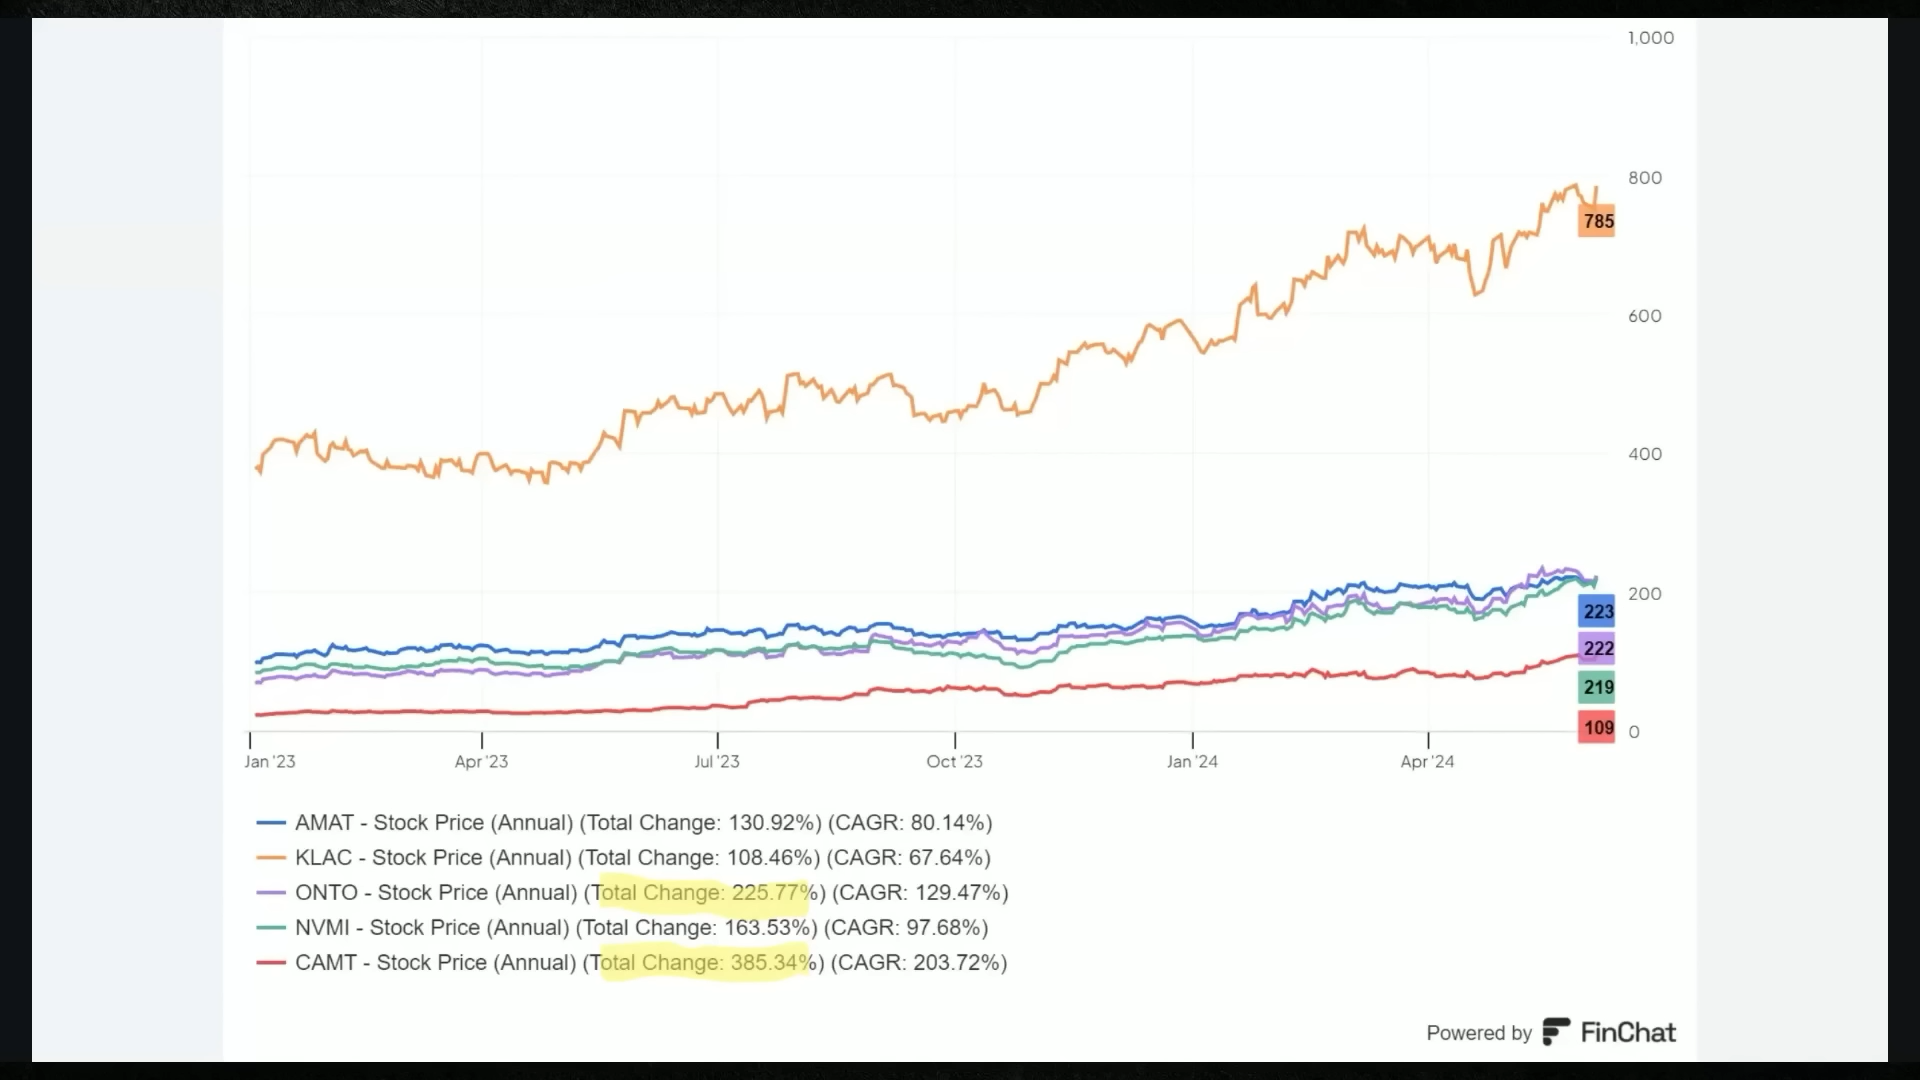 1,000
800
785
600
400
200
223
222
219
109
0
Jan '23
Apr '23
Jul '23
Oct '23
Jan '24
Apr '24
AMAT - Stock Price (Annual) (Total Change: 130.92%) (CAGR: 80.14%)
KLAC - Stock Price (Annual) (Total Change: 108.46%) (CAGR: 67.64%)
ONTO - Stock Price (Annual) (Total Change: 225.77%) (CAGR: 129.47%)
NVMI - Stock Price (Annual) (Total Change: 163.53%) (CAGR: 97.68%)
CAMT - Stock Price (Annual) (Total Change: 385.34%) (CAGR: 203.72%)
Powered by FinChat